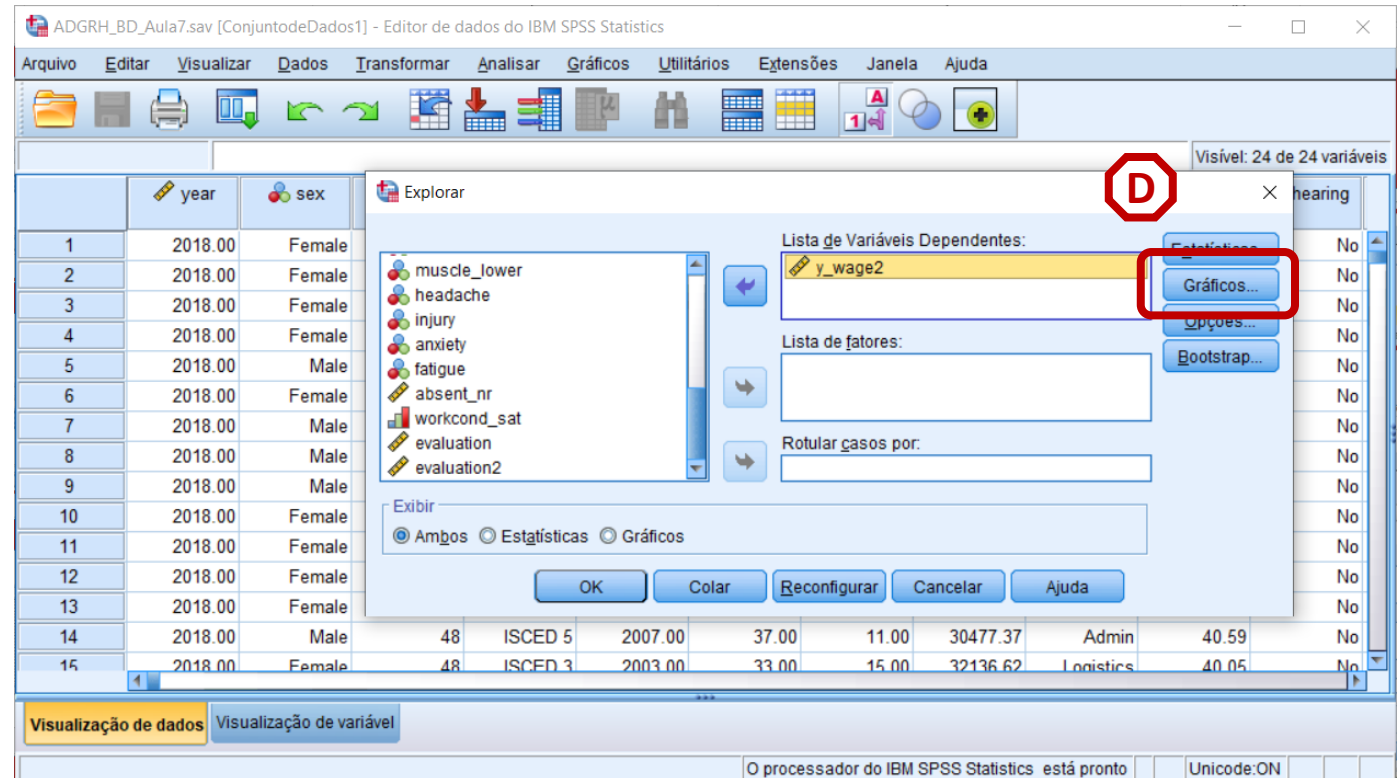 ADGRH_BD_Aula7.sav [ConjuntodeDados1] - Editor de dados do IBM SPSS Statistics
Arquivo Editar Visualizar Dados Transformar Analisar Gráficos Utilitários Extensões Janela Ajuda
Visível: 24 de 24 variáveis
year sex hearing
Explorar
D
1 2018.00 Female No
2 2018.00 Female No
3 2018.00 Female No
4 2018.00 Female No
5 2018.00 Male No
6 2018.00 Female No
7 2018.00 Male No
8 2018.00 Male No
9 2018.00 Male No
10 2018.00 Female No
11 2018.00 Female No
12 2018.00 Female No
13 2018.00 Female No
14 2018.00 Male 48 ISCED 5 2007.00 37.00 11.00 30477.37 Admin 40.59 No
15 2018.00 Female 48 ISCED 3 2003.00 33.00 15.00 32136.62 Logistics 40.05 No
muscle_lower
headache
injury
anxiety
fatigue
absent_nr
workcond_sat
evaluation
evaluation2
Lista de Variáveis Dependentes:
y_wage2
Lista de fatores:
Rotular casos por:
Estatísticas...
Gráficos...
Opções...
Bootstrap...
Exibir
Ambos Estatísticas Gráficos
OK Colar Reconfigurar Cancelar Ajuda
Visualização de dados Visualização de variável
O processador do IBM SPSS Statistics está pronto Unicode:ON